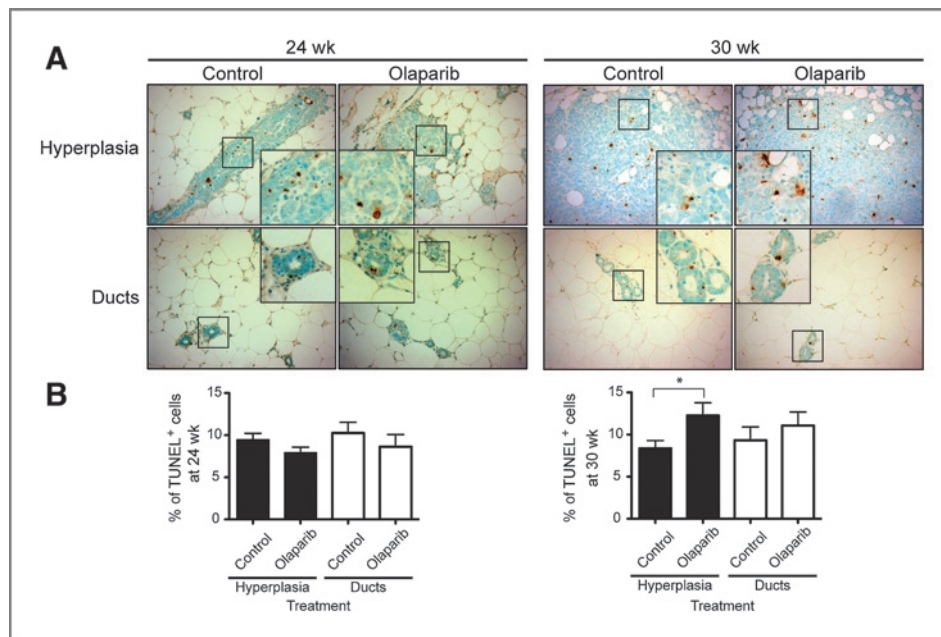 A
24 wk
30 wk
Control
Olaparib
Control
Olaparib
Hyperplasia
Ducts
B
% of TUNEL+ cells
at 24 wk
15
10
5
0
Control
Olaparib
Control
Olaparib
Hyperplasia
Ducts
Treatment
% of TUNEL+ cells
at 30 wk
15
10
5
0
*
Control
Olaparib
Control
Olaparib
Hyperplasia
Ducts
Treatment